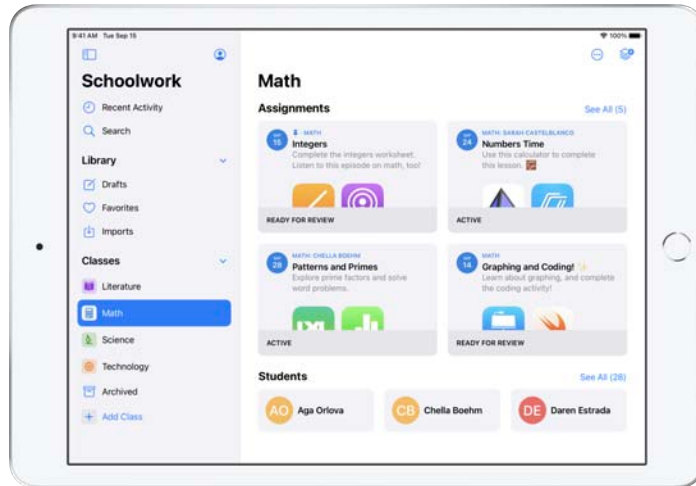 9:41 AM Tue Sep 15
100%
Schoolwork
Recent Activity
Search
Library
Drafts
Favorites
Imports
Classes
Literature
Math
Science
Technology
Archived
Add Class
Math
Assignments
See All (5)
SEP
15
MATH
Integers
Complete the integers worksheet.
Listen to this episode on math, too!
READY FOR REVIEW
SEP
24
MATH: SARAH CASTELBLANCO
Numbers Time
Use this calculator to complete
this lesson.
ACTIVE
SEP
28
MATH: CHELLA BOEHM
Patterns and Primes
Explore prime factors and solve
word problems.
ACTIVE
SEP
14
MATH
Graphing and Coding! ✨
Learn about graphing, and complete
the coding activity!
READY FOR REVIEW
Students
See All (28)
AO
Aga Orlova
CB
Chella Boehm
DE
Daren Estrada